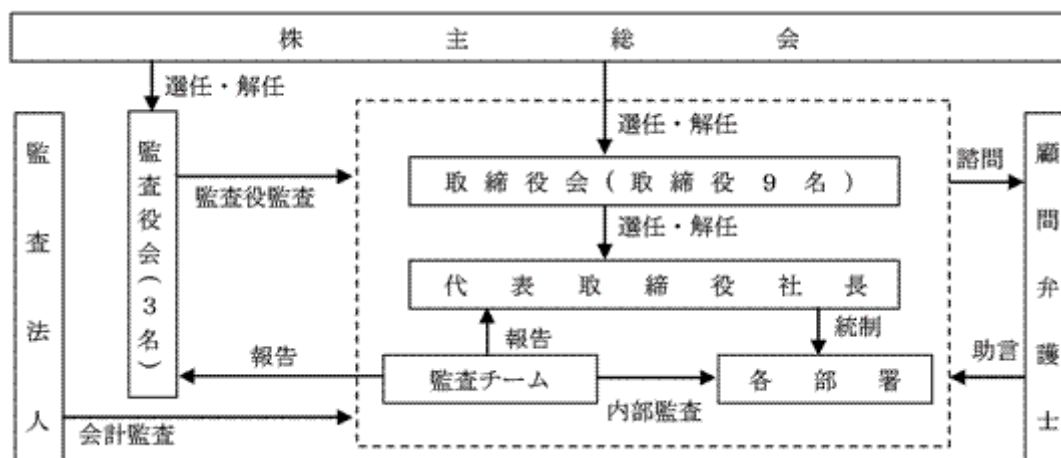 株主総会
選任・解任
選任・解任
監査法人
監査役会(3名)
監査役監査
取締役会(取締役9名)
諮問
顧問弁護士
選任・解任
代表取締役社長
報告
統制
助言
報告
監査チーム
各部署
内部監査
会計監査